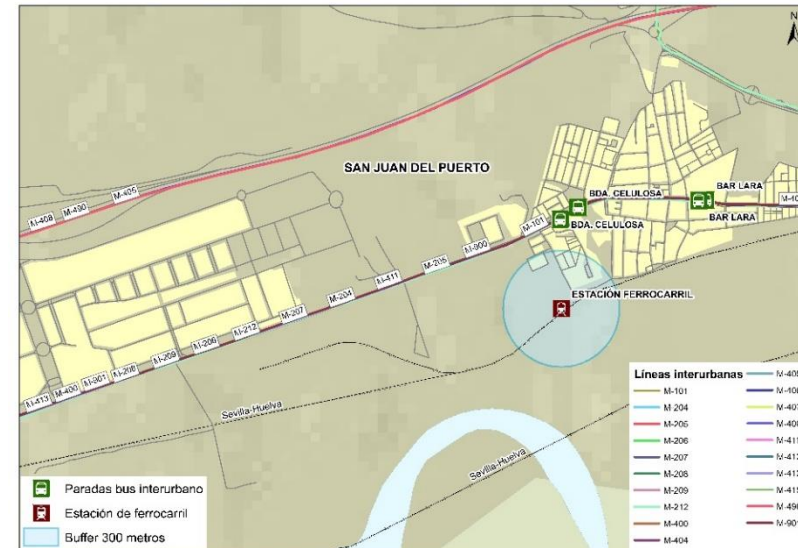 N
SAN JUAN DEL PUERTO
M-408
M-490
M-405
BDA. CELULOSA
BAR LARA
BAR LARA
BDA. CELULOSA
M-101
M-900
M-205
M-411
M-204
M-207
M-212
M-206
M-209
M-208
M-901
M-400
M-413
ESTACIÓN FERROCARRIL
Sevilla-Huelva
Sevilla-Huelva
Paradas bus interurbano
Estación de ferrocarril
Buffer 300 metros
Líneas interurbanas
M-101
M-204
M-205
M-206
M-207
M-208
M-209
M-212
M-400
M-404